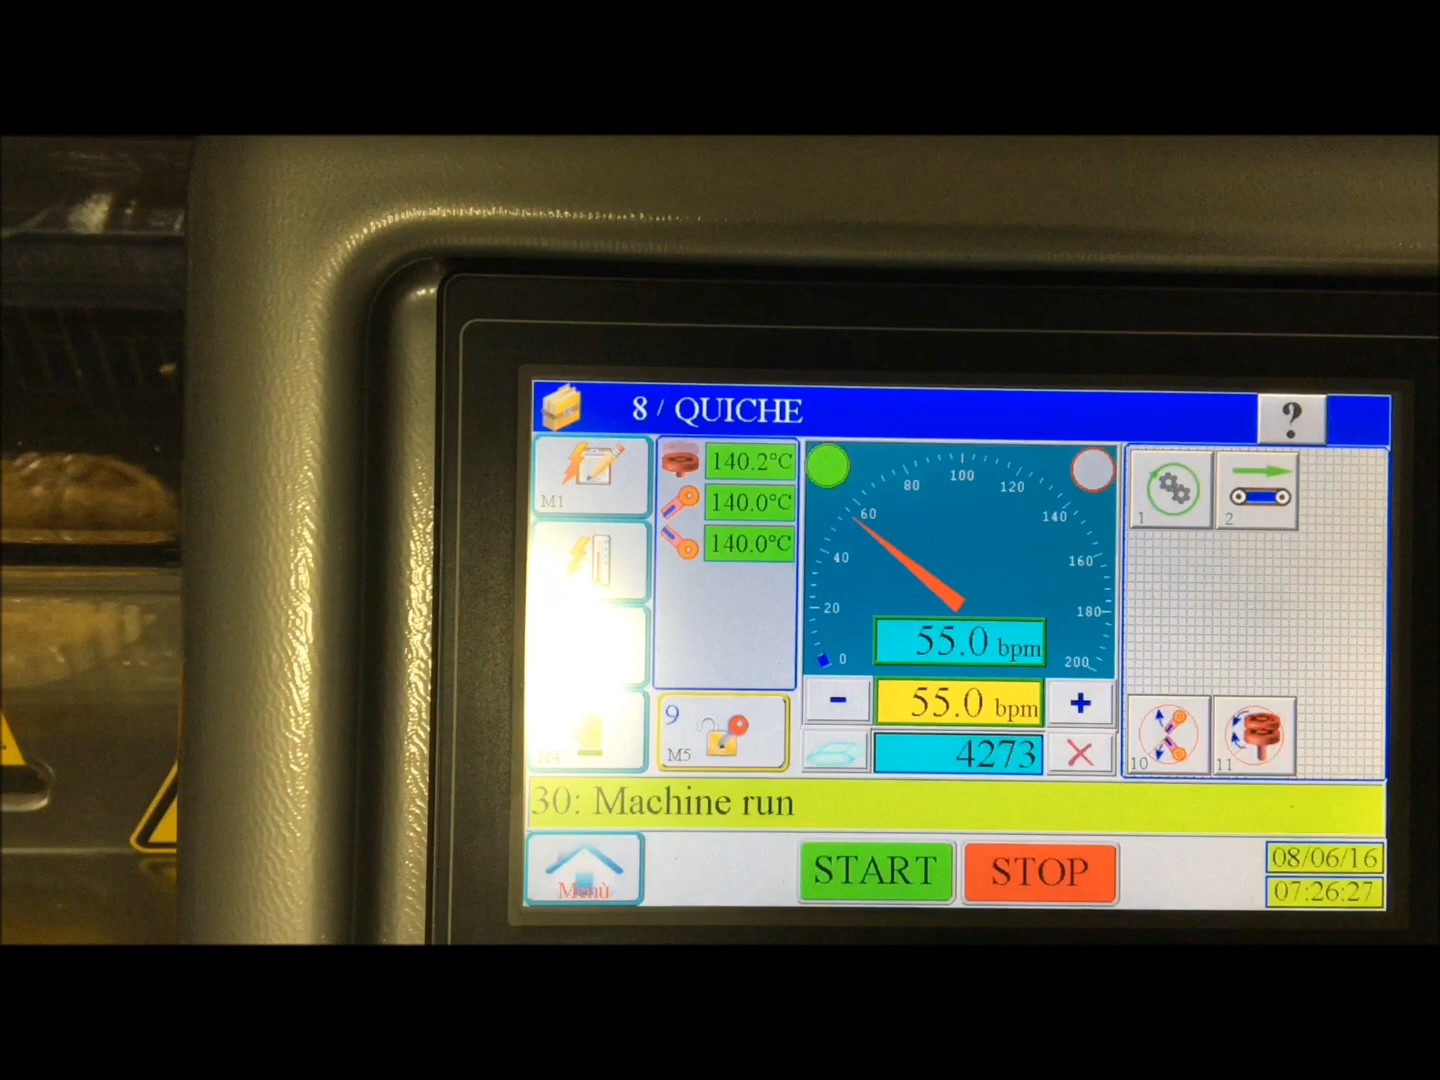 8 / QUICHE
?
M1
140.2°C
140.0°C
140.0°C
0
20
40
60
80
100
120
140
160
180
200
55.0 bpm
- 55.0 bpm +
4273
1
2
10
11
9
M5
M4
30: Machine run
Menù
START
STOP
08/06/16
07:26:27